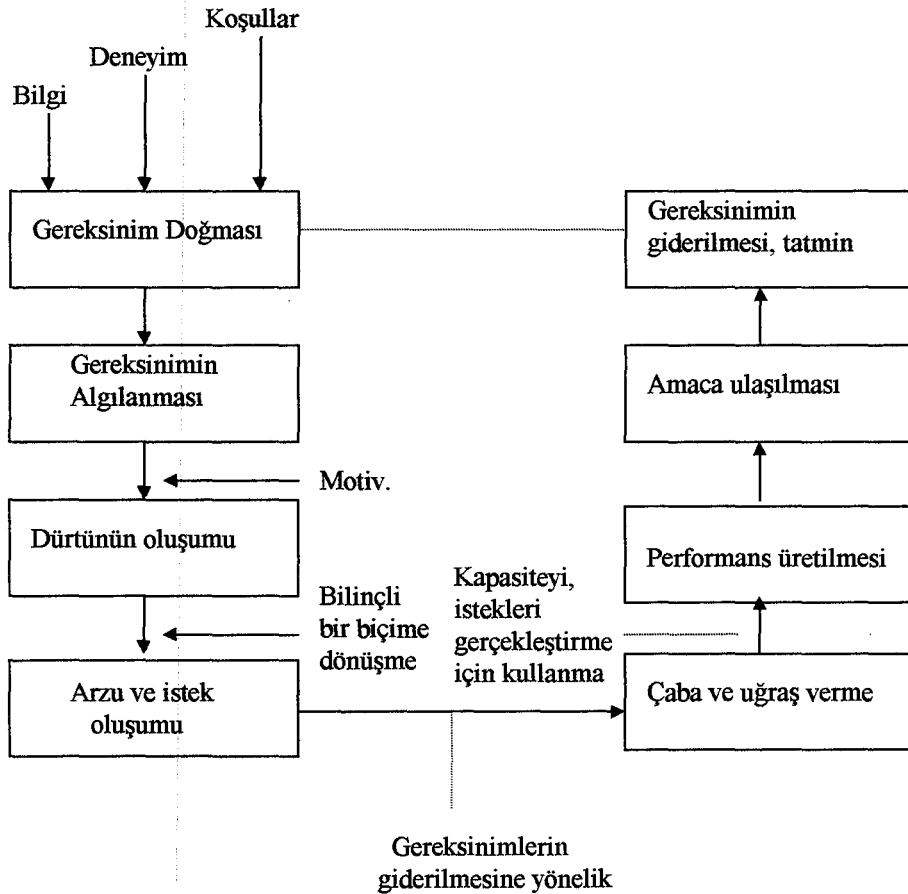 Koşullar
Deneyim
Bilgi
Gereksinim Doğması
Gereksinimin
giderilmesi, tatmin
Gereksinimin
Algılanması
Amaca ulaşılması
Motiv.
Dürtünün oluşumu
Performans üretilmesi
Bilinçli
bir biçime
dönüşme
Kapasiteyi,
istekleri
gerçekleştirme
için kullanma
Arzu ve istek
oluşumu
Çaba ve uğraş verme
Gereksinimlerin
giderilmesine yönelik